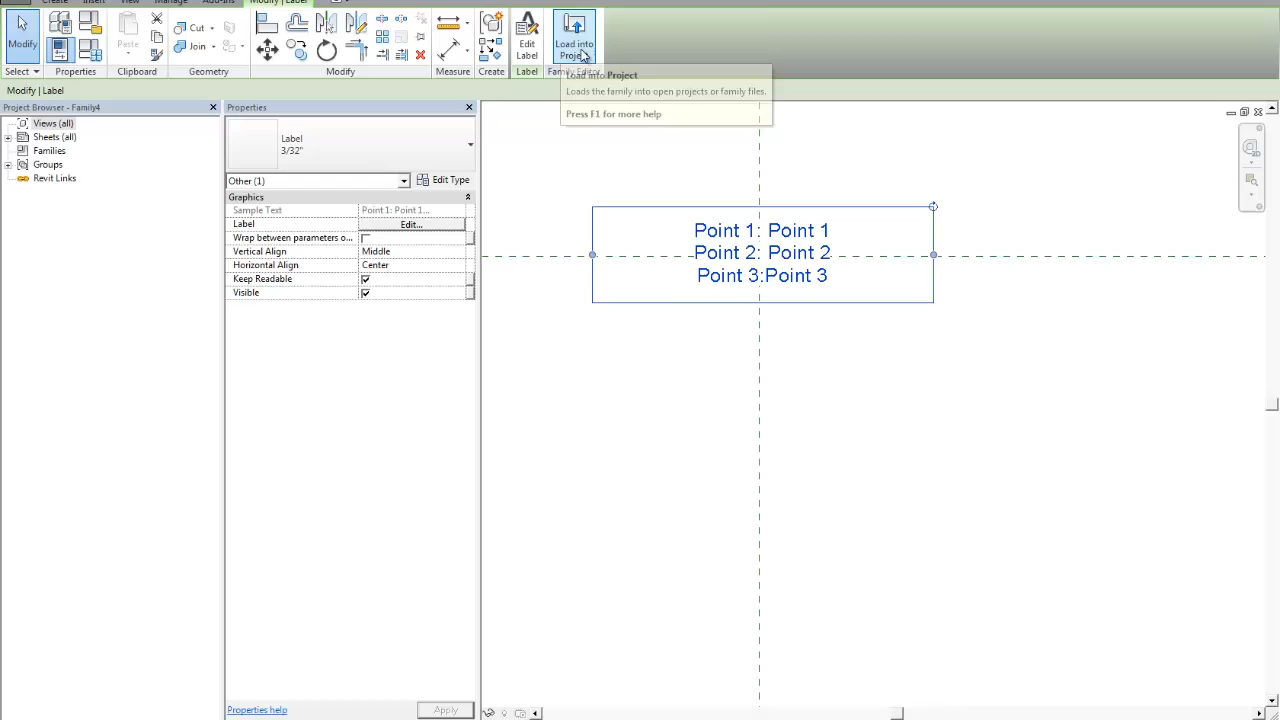 Create Insert View Manage Add-Ins Modify | Label
Modify
Paste
Cut
Join
Edit
Label
Load into
Project
Select Properties Clipboard Geometry Modify Measure Create Label Family Editor
Load into Project
Loads the family into open projects or family files.
Press F1 for more help
Modify | Label
Project Browser - Family4
Views (all)
Sheets (all)
Families
Groups
Revit Links
Properties
Label
3/32"
Other (1)
Edit Type
Graphics
Sample Text Point 1: Point 1...
Label Edit...
Wrap between parameters o...
Vertical Align Middle
Horizontal Align Center
Keep Readable
Visible
Properties help
Apply
Point 1: Point 1
Point 2: Point 2
Point 3:Point 3